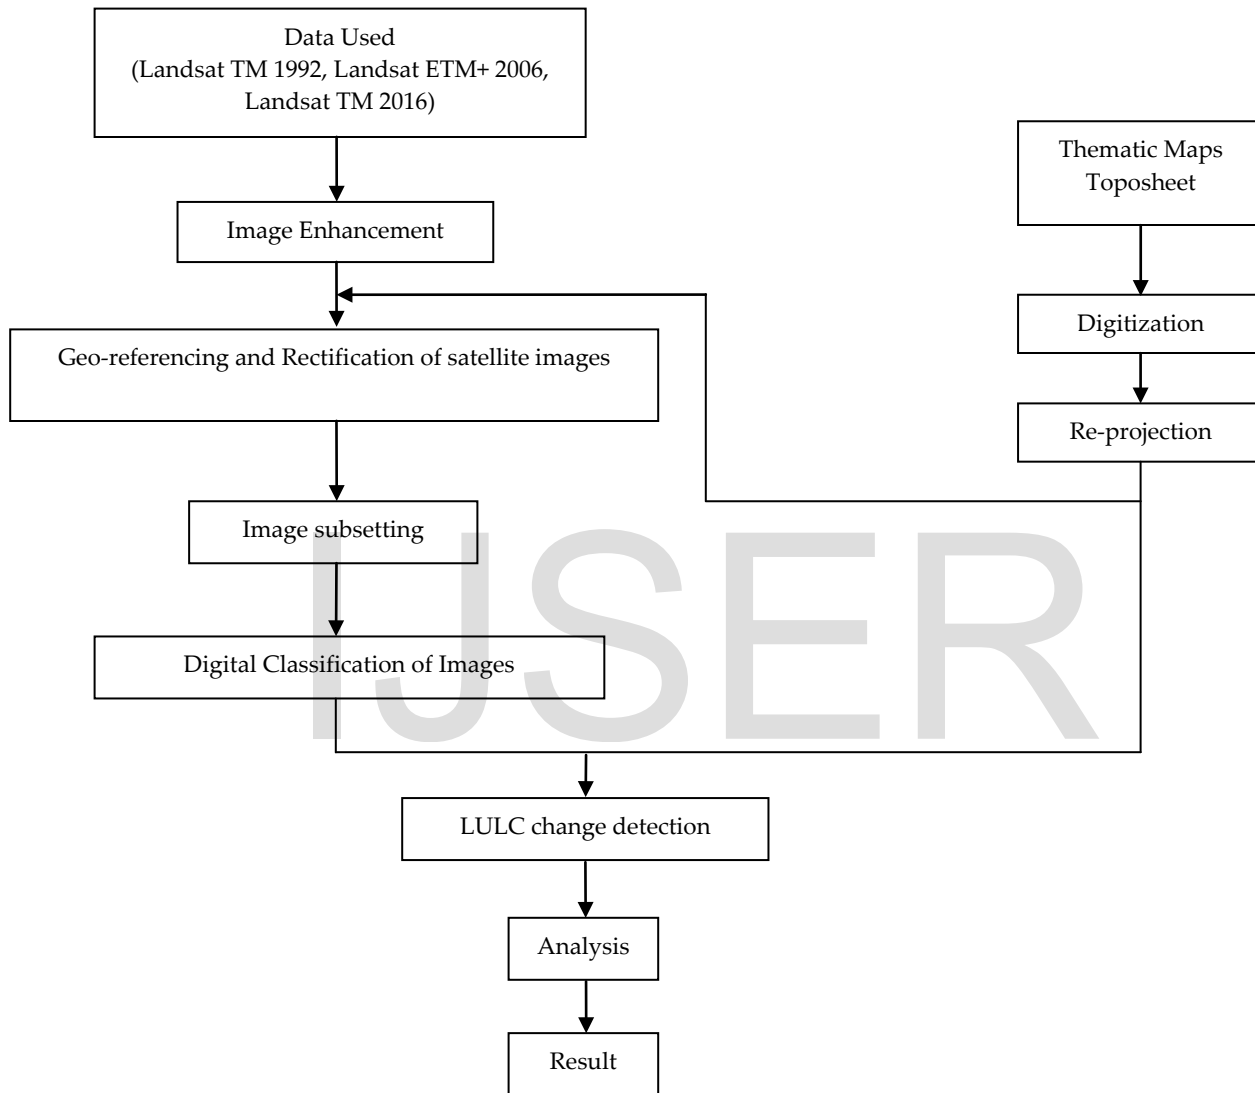 Data Used
(Landsat TM 1992, Landsat ETM+ 2006,
Landsat TM 2016)
Thematic Maps
Toposheet
Image Enhancement
Digitization
Geo-referencing and Rectification of satellite images
Re-projection
Image subsetting
IJSER
Digital Classification of Images
LULC change detection
Analysis
Result